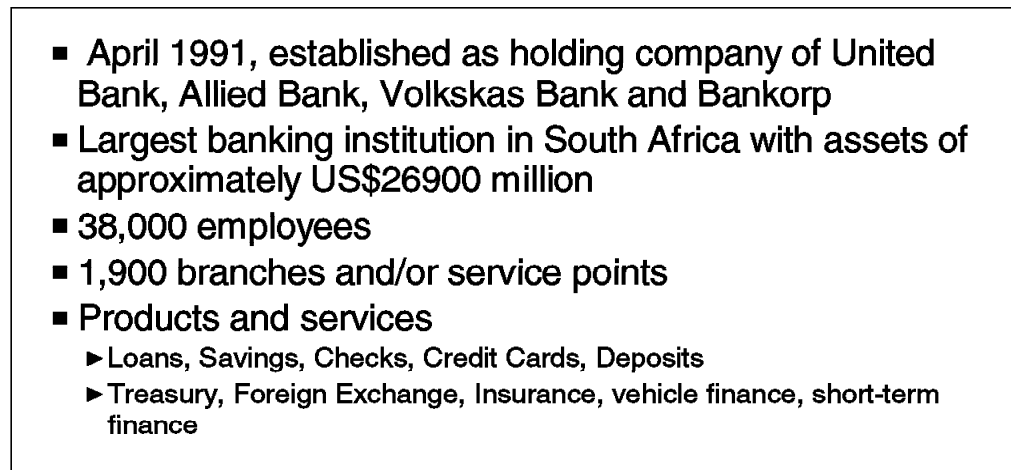 ■ April 1991, established as holding company of United
Bank, Allied Bank, Volkskas Bank and Bankorp
■ Largest banking institution in South Africa with assets of
approximately US$26900 million
■ 38,000 employees
■ 1,900 branches and/or service points
■ Products and services
►Loans, Savings, Checks, Credit Cards, Deposits
►Treasury, Foreign Exchange, Insurance, vehicle finance, short-term
finance